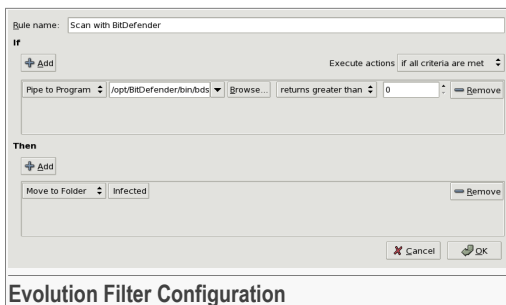 Rule name: Scan with BitDefender
If
Add Execute actions if all criteria are met
Pipe to Program /opt/BitDefender/bin/bds Browse... returns greater than 0 Remove
Then
Add
Move to Folder Infected Remove
Cancel OK
Evolution Filter Configuration